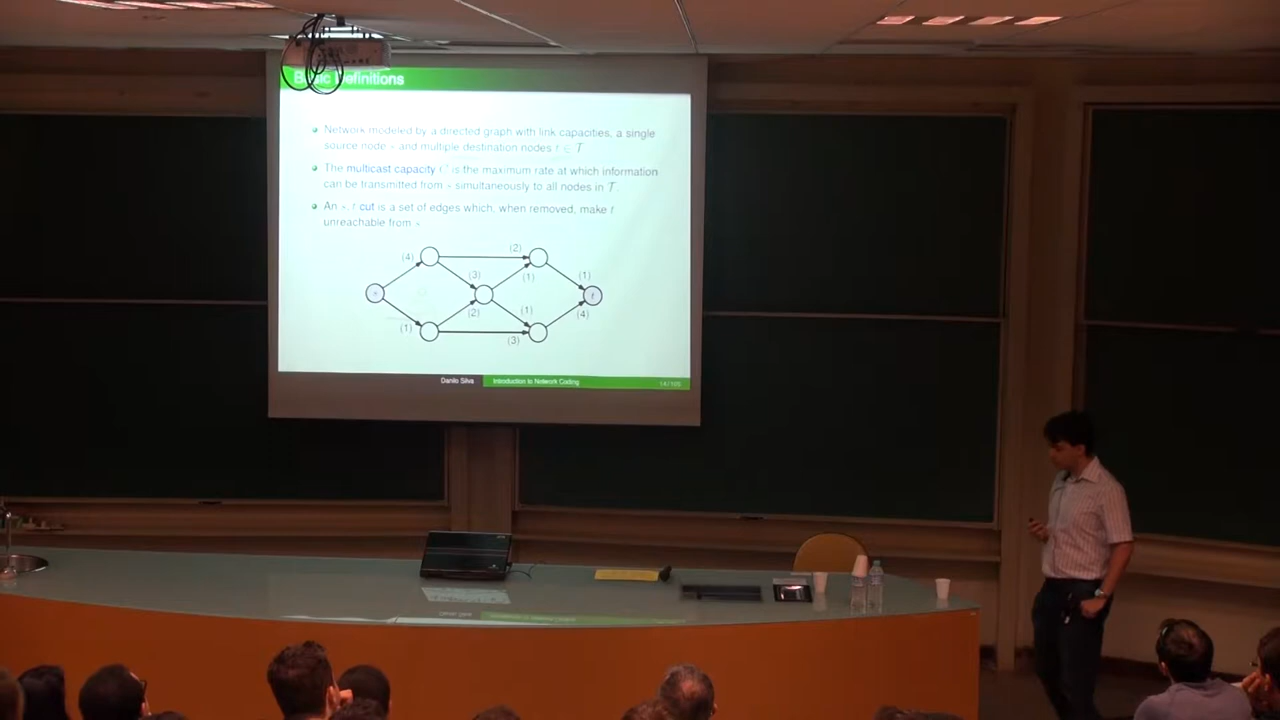 Basic Definitions
Network modeled by a directed graph with link capacities, a single
source node s and multiple destination nodes t ∈ T
The multicast capacity is the maximum rate at which information
can be transmitted from s simultaneously to all nodes in T.
An s, t cut is a set of edges which, when removed, make t
unreachable from s
(4) (2)
(3) (1) (1)
s t
(1) (2) (1) (4)
(3)
Danilo Silva Introduction to Network Coding